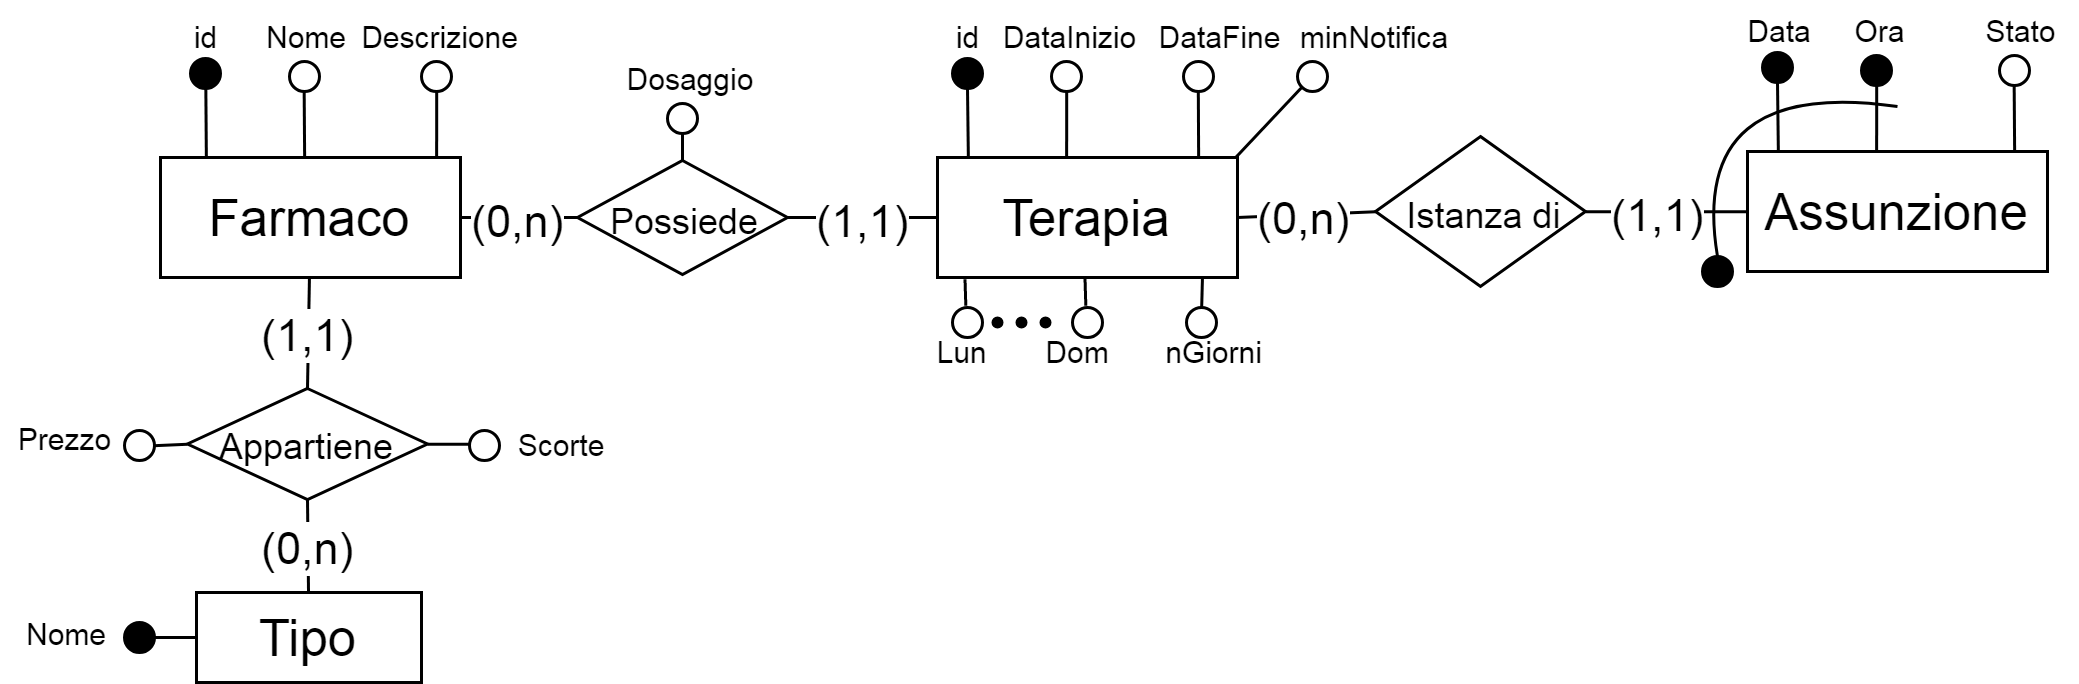 id Nome Descrizione
Dosaggio
id DataInizio DataFine minNotifica
Data Ora Stato
Farmaco (0,n) Possiede (1,1) Terapia (0,n) Istanza di (1,1) Assunzione
Lun Dom nGiorni
(1,1)
Prezzo Appartiene Scorte
(0,n)
Nome Tipo